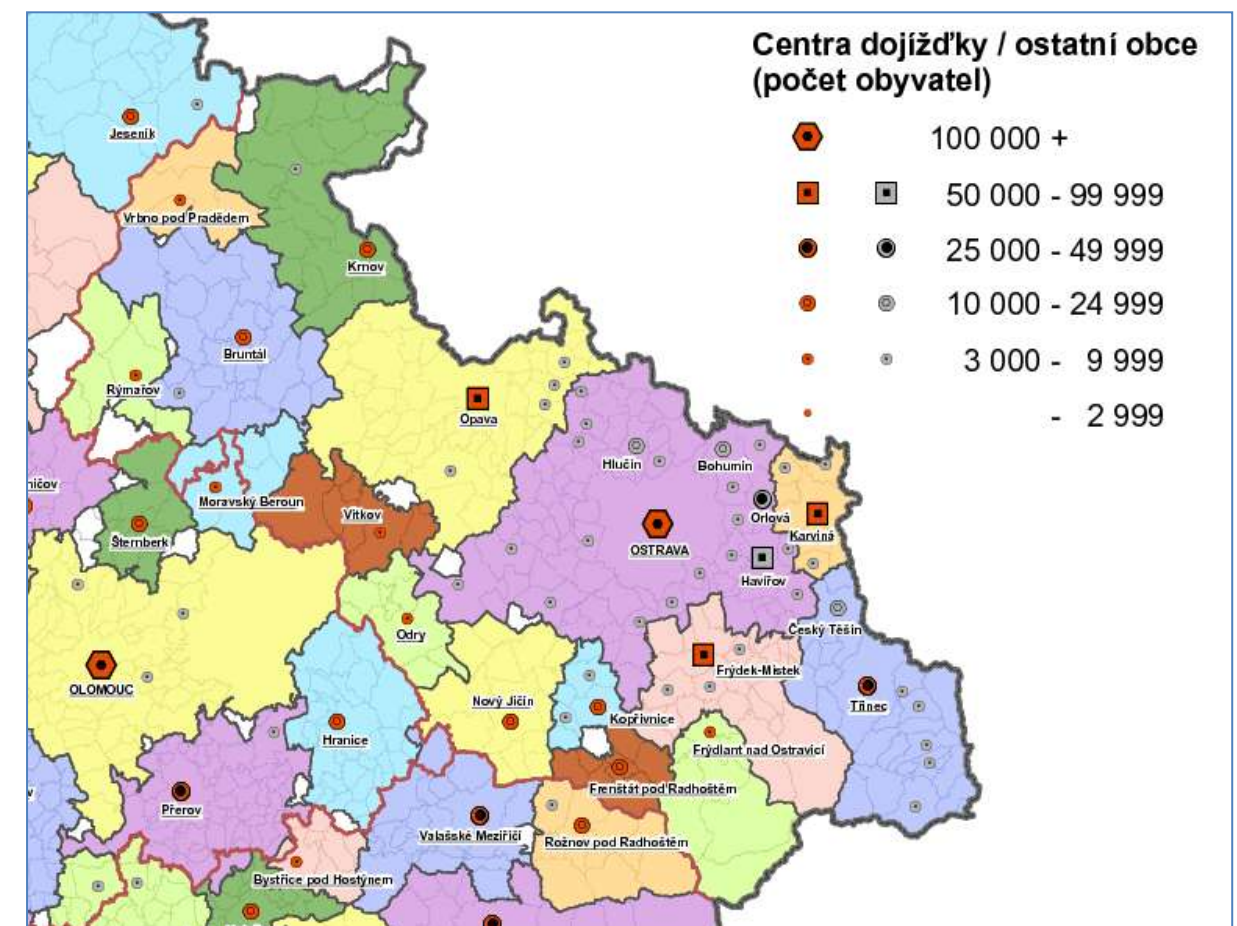 Centra dojížďky / ostatní obce
(počet obyvatel)
100 000 +
50 000 - 99 999
25 000 - 49 999
10 000 - 24 999
3 000 - 9 999
- 2 999
Jeseník
Vrbno pod Pradědem
Krnov
Bruntál
Rýmařov
Opava
Hlučín
Bohumín
Moravský Beroun
Vítkov
Orlová
Karviná
Šternberk
OSTRAVA
Havířov
Český Těšín
Odry
Frýdek-Místek
OLOMOUC
Nový Jičín
Třinec
Kopřivnice
Hranice
Frýdlant nad Ostravicí
Frenštát pod Radhoštěm
Přerov
Valašské Meziříčí
Rožnov pod Radhoštěm
Bystřice pod Hostýnem